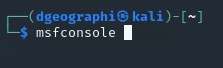 ┌──(dgeographi㉿kali)-[~]
└─$ msfconsole